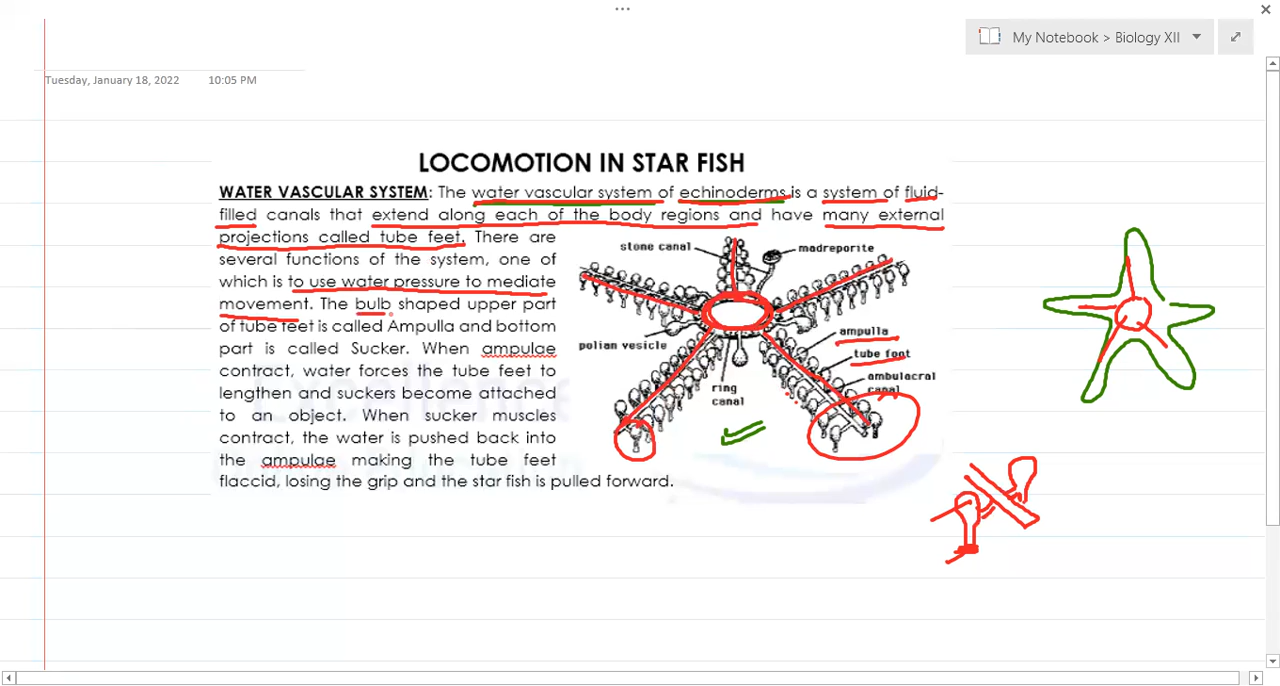 My Notebook > Biology XII
Tuesday, January 18, 2022 10:05 PM
LOCOMOTION IN STAR FISH
WATER VASCULAR SYSTEM: The water vascular system of echinoderms is a system of fluid-
filled canals that extend along each of the body regions and have many external
projections called tube feet. There are
several functions of the system, one of
which is to use water pressure to mediate
movement. The bulb shaped upper part
of tube feet is called Ampulla and bottom
part is called Sucker. When ampulae
contract, water forces the tube feet to
lengthen and suckers become attached
to an object. When sucker muscles
contract, the water is pushed back into
the ampulae making the tube feet
flaccid, losing the grip and the star fish is pulled forward.
stone canal
madreporite
polian vesicle
ampulla
tube foot
ambulacral
canal
ring
canal